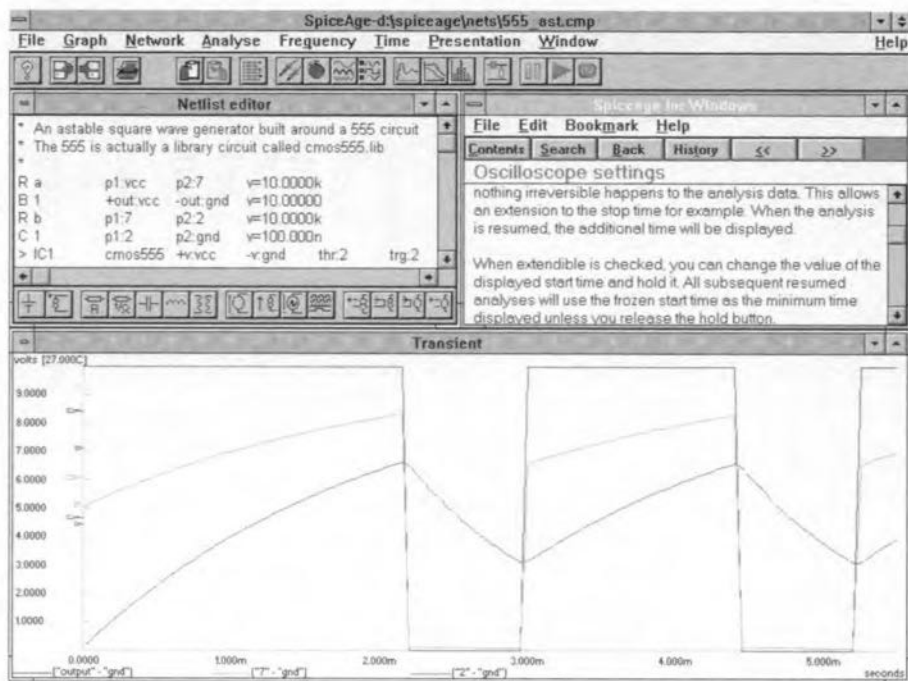 SpiceAge-d:\spiceage\nets\555_ast.cmp
File Graph Network Analyse Frequency Time Presentation Window Help
Netlist editor
* An astable square wave generator built around a 555 circuit
* The 555 is actually a library circuit called cmos555.lib
*
R a p1:vcc p2:7 v=10.0000k
B 1 +out:vcc -out:gnd v=10.00000
R b p1:7 p2:2 v=10.0000k
C 1 p1:2 p2:gnd v=100.000n
> IC1 cmos555 +v:vcc -v:gnd thr:2 trg:2
Spiceage for Windows
File Edit Bookmark Help
Contents Search Back History << >>
Oscilloscope settings
nothing irreversible happens to the analysis data. This allows
an extension to the stop time for example. When the analysis
is resumed, the additional time will be displayed.
When extendible is checked, you can change the value of the
displayed start time and hold it. All subsequent resumed
analyses will use the frozen start time as the minimum time
displayed unless you release the hold button.
Transient
volts [27.000C]
9.0000
8.0000
7.0000
6.0000
5.0000
4.0000
3.0000
2.0000
1.0000
0.0000 1.000m 2.000m 3.000m 4.000m 5.000m
["output" - "gnd"] ["7" - "gnd"] ["2" - "gnd"] seconds